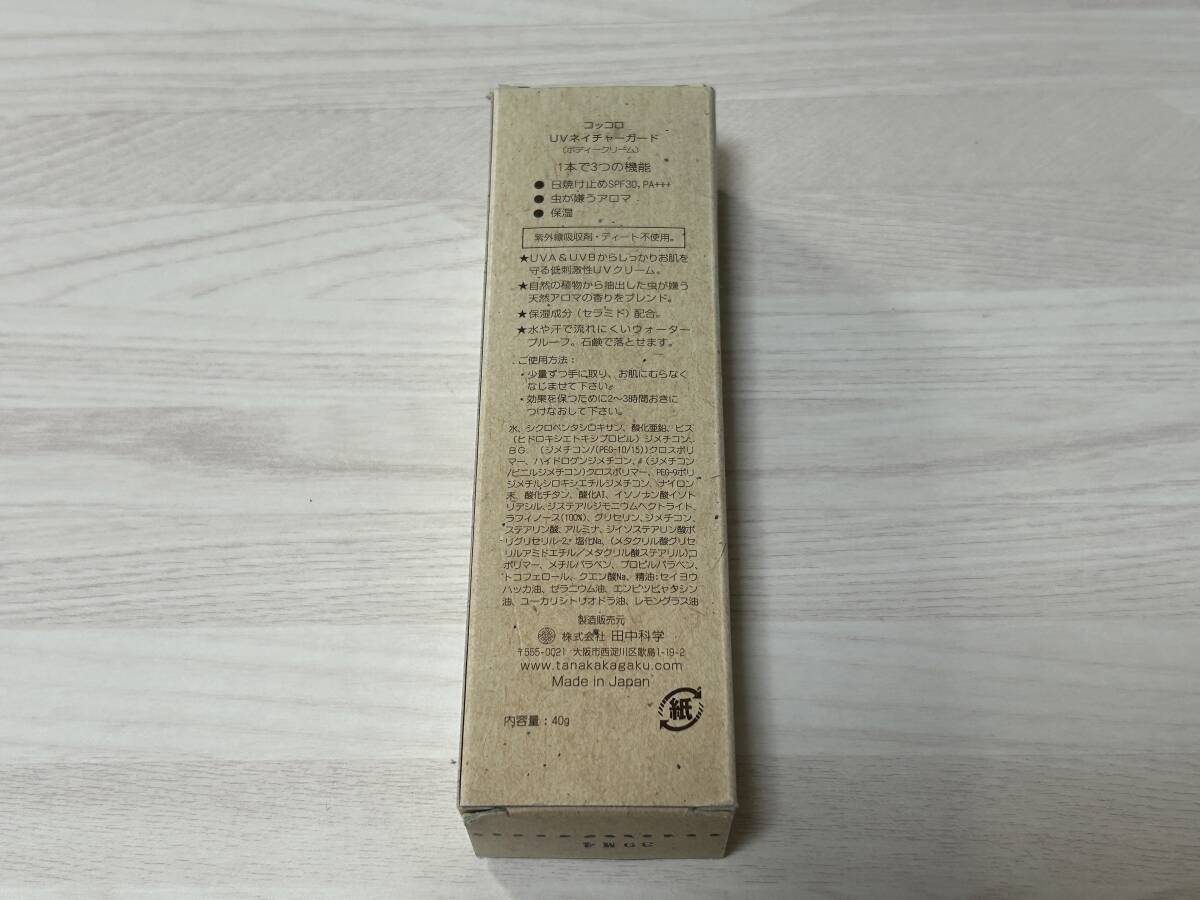 コッコロ
UVネイチャーガード
(ボディークリーム)
1本で3つの機能
● 日焼け止めSPF30, PA+++
● 虫が嫌うアロマ
● 保湿
紫外線吸収剤・ディート不使用。
★UVA&UVBからしっかりお肌を
守る低刺激性UVクリーム。
★自然の植物から抽出した虫が嫌う
天然アロマの香りをブレンド。
★保湿成分(セラミド)配合。
★水や汗で流れにくいウォーター
プルーフ。石鹸で落とせます。
ご使用方法:
・少量ずつ手に取り、お肌にむらなく
なじませて下さい。
・効果を保つために2〜3時間おきに
つけなおして下さい。
水、シクロペンタシロキサン、酸化亜鉛、ビス
(ヒドロキシエトキシプロピル)ジメチコン、
BG、(ジメチコン/(PEG-10/15))クロスポリ
マー、ハイドロゲンジメチコン、(ジメチコン
/ビニルジメチコン)クロスポリマー、PEG-9ポリ
ジメチルシロキシエチルジメチコン、ナイロン
末、酸化チタン、酸化Al、イソノナン酸イソト
リデシル、ジステアルジモニウムヘクトライト、
ラフィノース(100%)、グリセリン、ジメチコン、
ステアリン酸、アルミナ、ジイソステアリン酸ポ
リグリセリル-2、塩化Na、(メタクリル酸グリセ
リルアミドエチル/メタクリル酸ステアリル)コ
ポリマー、メチルパラベン、プロピルパラベン、
トコフェロール、クエン酸Na、精油:セイヨウ
ハッカ油、ゼラニウム油、エンピツビャクシン
油、ユーカリシトリオドラ油、レモングラス油
製造販売元
株式会社 田中科学
〒555-0021 大阪市西淀川区歌島1-19-2
www.tanakakagaku.com
Made in Japan
紙
内容量:40g